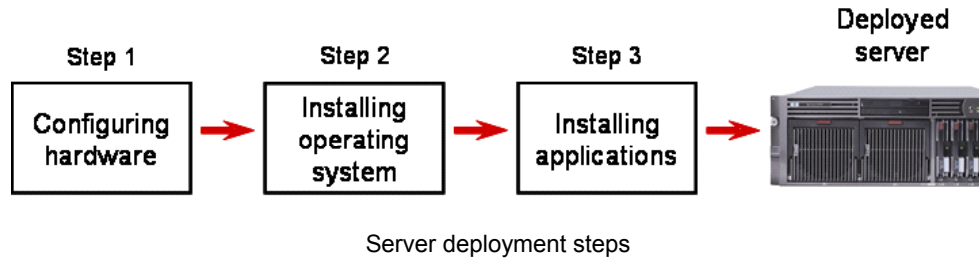 Step 1
Configuring
hardware
Step 2
Installing
operating
system
Step 3
Installing
applications
Deployed
server
Server deployment steps